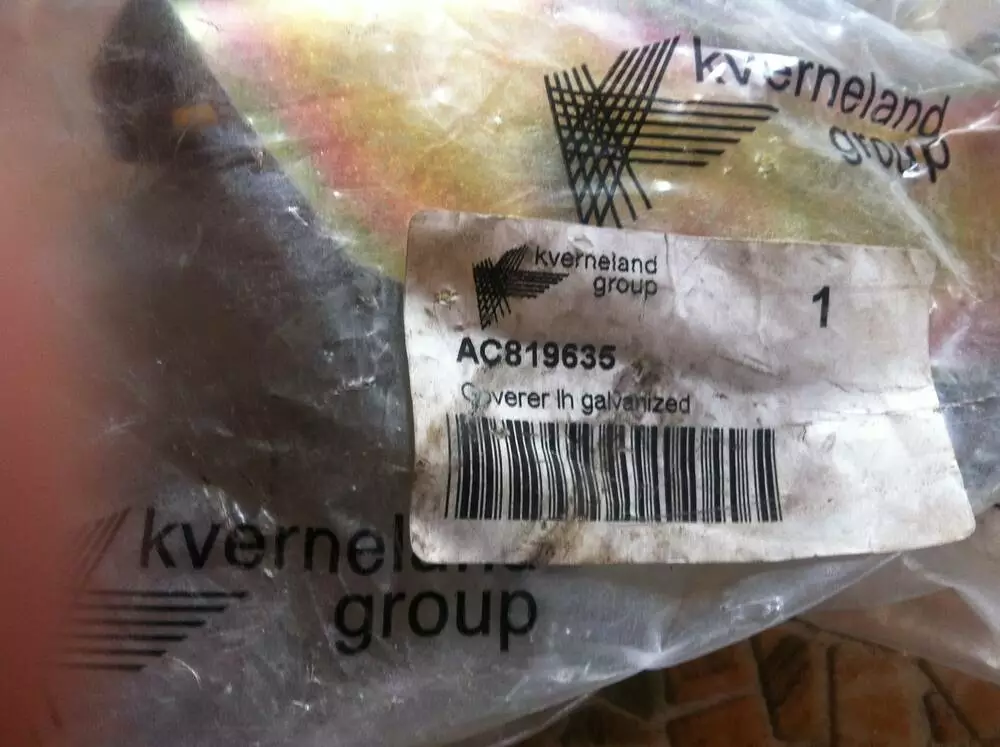 kverneland
group
kverneland
group
1
AC819635
Coverer lh galvanized
kverneland
group